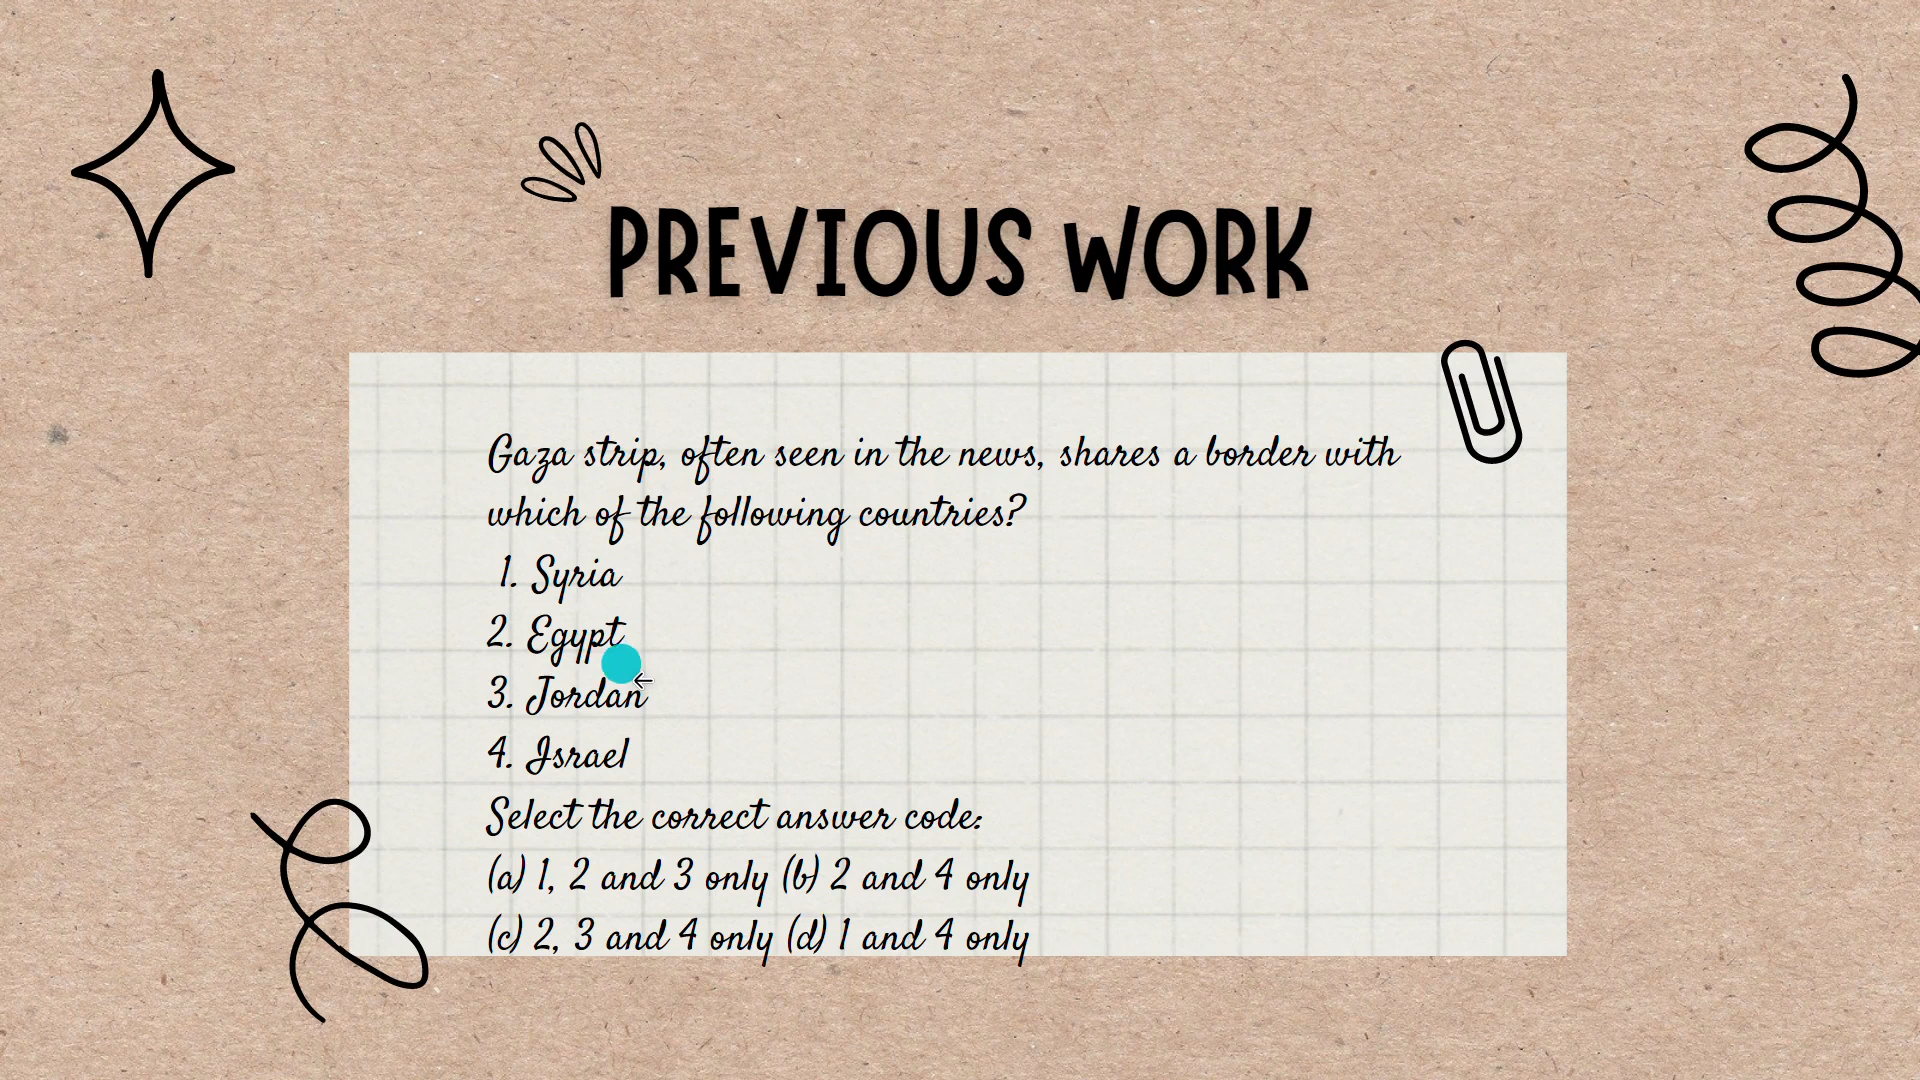 PREVIOUS WORK
Gaza strip, often seen in the news, shares a border with
which of the following countries?
1. Syria
2. Egypt
3. Jordan
4. Israel
Select the correct answer code:
(a) 1, 2 and 3 only (b) 2 and 4 only
(c) 2, 3 and 4 only (d) 1 and 4 only